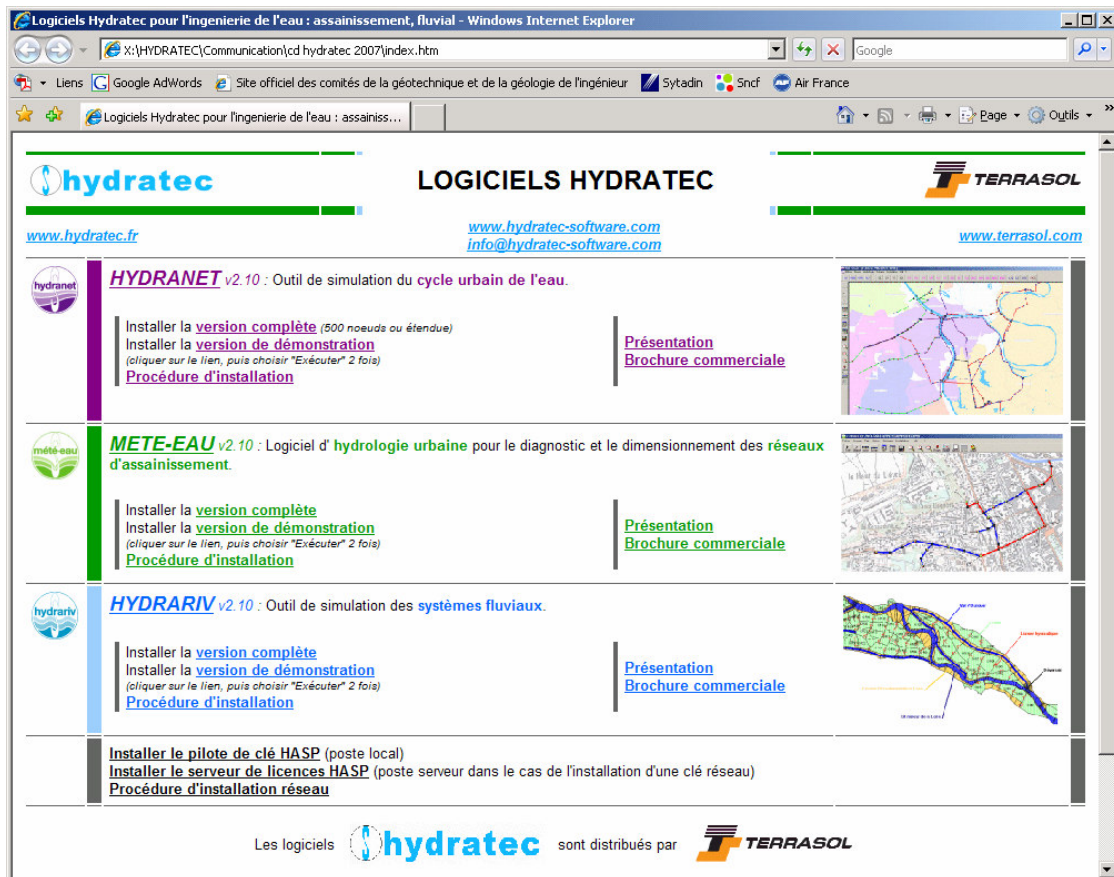 Logiciels Hydratec pour l'ingenierie de l'eau : assainissement, fluvial - Windows Internet Explorer
X:\HYDRATEC\Communication\cd hydratec 2007\index.htm
Google
Liens Google AdWords Site officiel des comités de la géotechnique et de la géologie de l'ingénieur Sytadin Sncf Air France
Logiciels Hydratec pour l'ingenierie de l'eau : assainiss...
Page Outils »
hydratec
LOGICIELS HYDRATEC
TERRASOL
www.hydratec.fr
www.hydratec-software.com
info@hydratec-software.com
www.terrasol.com
hydranet
HYDRANET v2.10 : Outil de simulation du cycle urbain de l'eau.
Installer la version complète (500 noeuds ou étendue)
Installer la version de démonstration
(cliquer sur le lien, puis choisir "Exécuter" 2 fois)
Procédure d'installation
Présentation
Brochure commerciale
mété-eau
METE-EAU v2.10 : Logiciel d' hydrologie urbaine pour le diagnostic et le dimensionnement des réseaux
d'assainissement.
Installer la version complète
Installer la version de démonstration
(cliquer sur le lien, puis choisir "Exécuter" 2 fois)
Procédure d'installation
Présentation
Brochure commerciale
hydrariv
HYDRARIV v2.10 : Outil de simulation des systèmes fluviaux.
Installer la version complète
Installer la version de démonstration
(cliquer sur le lien, puis choisir "Exécuter" 2 fois)
Procédure d'installation
Présentation
Brochure commerciale
Installer le pilote de clé HASP (poste local)
Installer le serveur de licences HASP (poste serveur dans le cas de l'installation d'une clé réseau)
Procédure d'installation réseau
Les logiciels hydratec sont distribués par TERRASOL